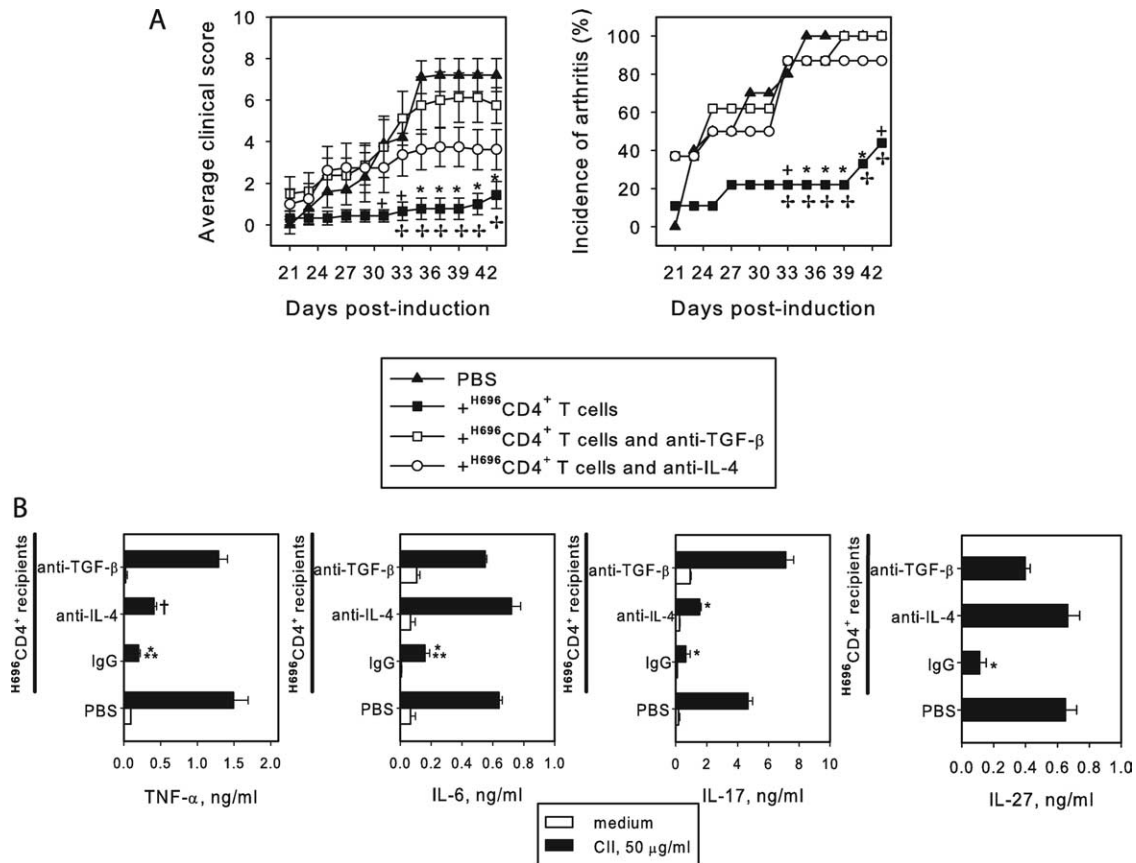 A
Average clinical score
10
8
6
4
2
0
+ + * * * * *
‡ ‡ ‡ ‡ ‡ ‡
21 24 27 30 33 36 39 42
Days post-induction
Incidence of arthritis (%)
100
80
60
40
20
0
+ * * * * +
‡ ‡ ‡ ‡ ‡ ‡
21 24 27 30 33 36 39 42
Days post-induction
PBS
+H696CD4+ T cells
+H696CD4+ T cells and anti-TGF-β
+H696CD4+ T cells and anti-IL-4
B
H696CD4+ recipients
anti-TGF-β
anti-IL-4 †
IgG * **
PBS
0.0 0.5 1.0 1.5 2.0
TNF-α, ng/ml
H696CD4+ recipients
anti-TGF-β
anti-IL-4
IgG * **
PBS
0.0 0.2 0.4 0.6 0.8 1.0
IL-6, ng/ml
H696CD4+ recipients
anti-TGF-β
anti-IL-4 *
IgG *
PBS
0 2 4 6 8 10
IL-17, ng/ml
H696CD4+ recipients
anti-TGF-β
anti-IL-4
IgG *
PBS
0.0 0.2 0.4 0.6 0.8 1.0
IL-27, ng/ml
medium
CII, 50 μg/ml